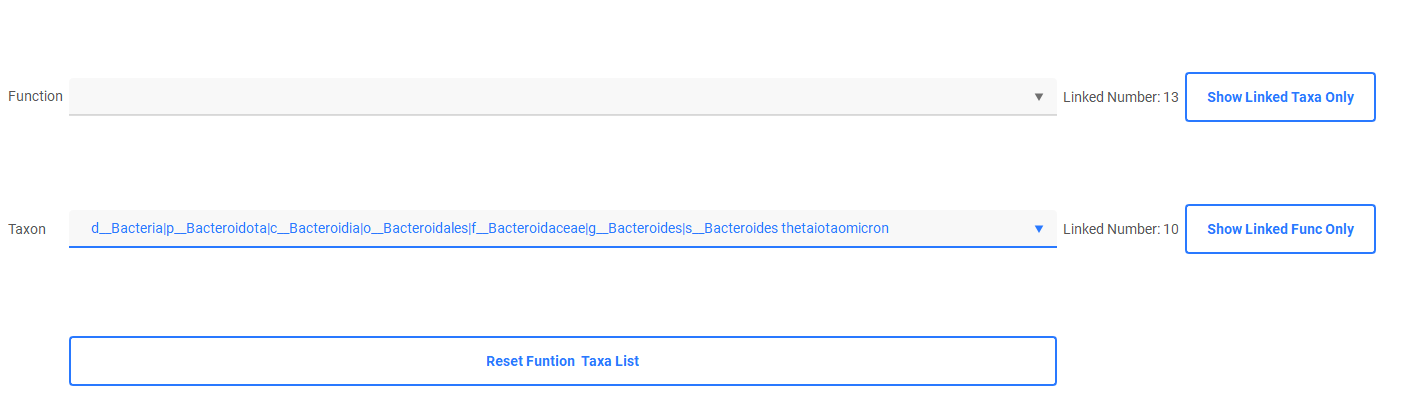 Function
Linked Number: 13
Show Linked Taxa Only
Taxon
d__Bacteria|p__Bacteroidota|c__Bacteroidia|o__Bacteroidales|f__Bacteroidaceae|g__Bacteroides|s__Bacteroides thetaiotaomicron
Linked Number: 10
Show Linked Func Only
Reset Funtion  Taxa List